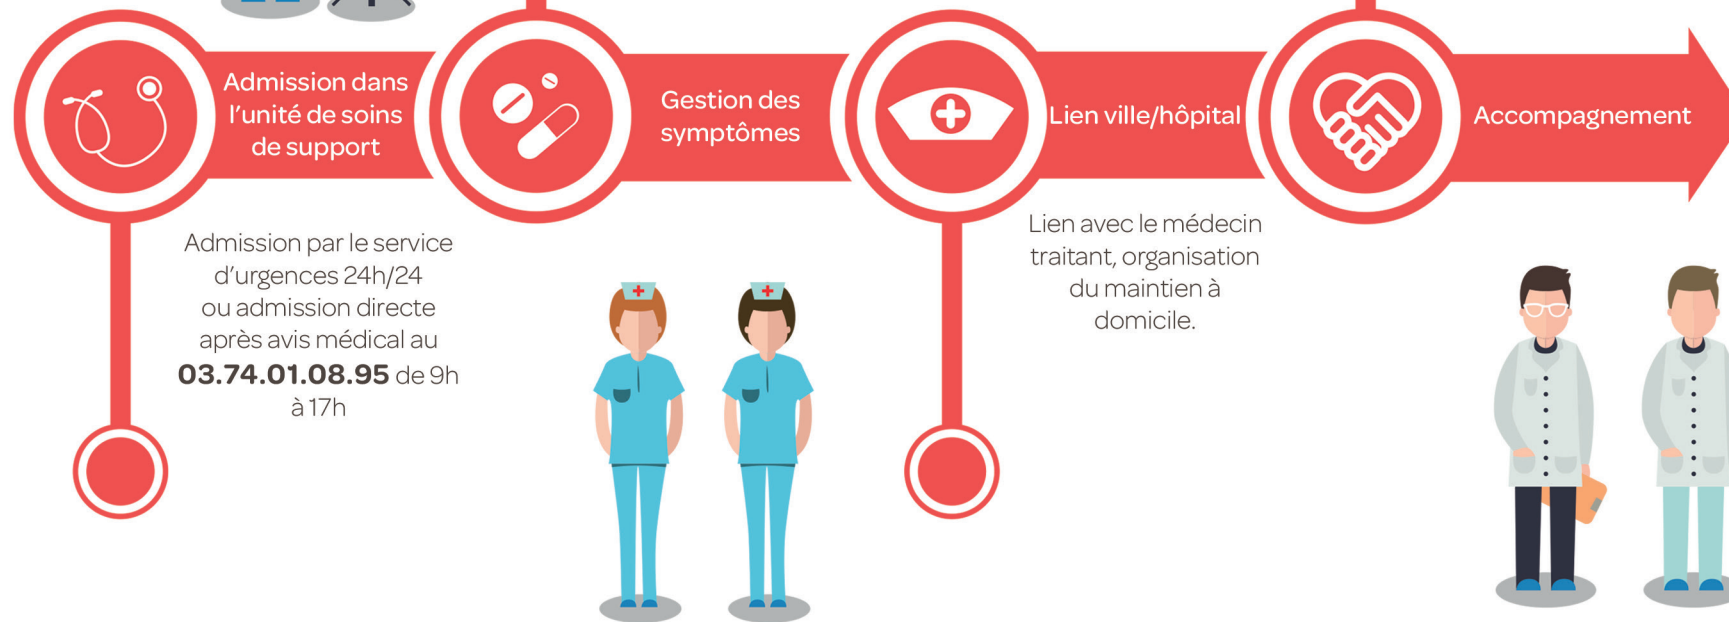 Admission dans
l'unité de soins
de support
Gestion des
symptômes
Lien ville/hôpital
Accompagnement
Admission par le service
d'urgences 24h/24
ou admission directe
après avis médical au
03.74.01.08.95 de 9h
à 17h
Lien avec le médecin
traitant, organisation
du maintien à
domicile.